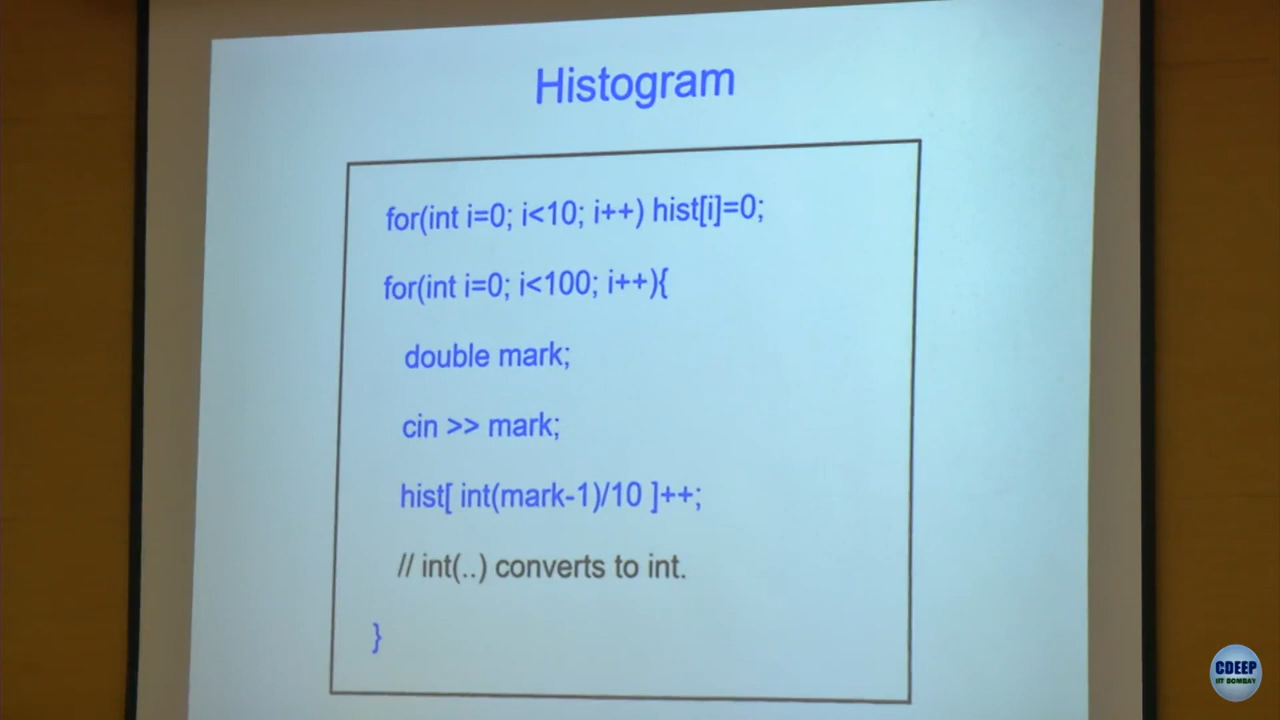 Histogram
for(int i=0; i<10; i++) hist[i]=0;
for(int i=0; i<100; i++){
double mark;
cin >> mark;
hist[ int(mark-1)/10 ]++;
// int(..) converts to int.
}
CDEEP
IIT BOMBAY